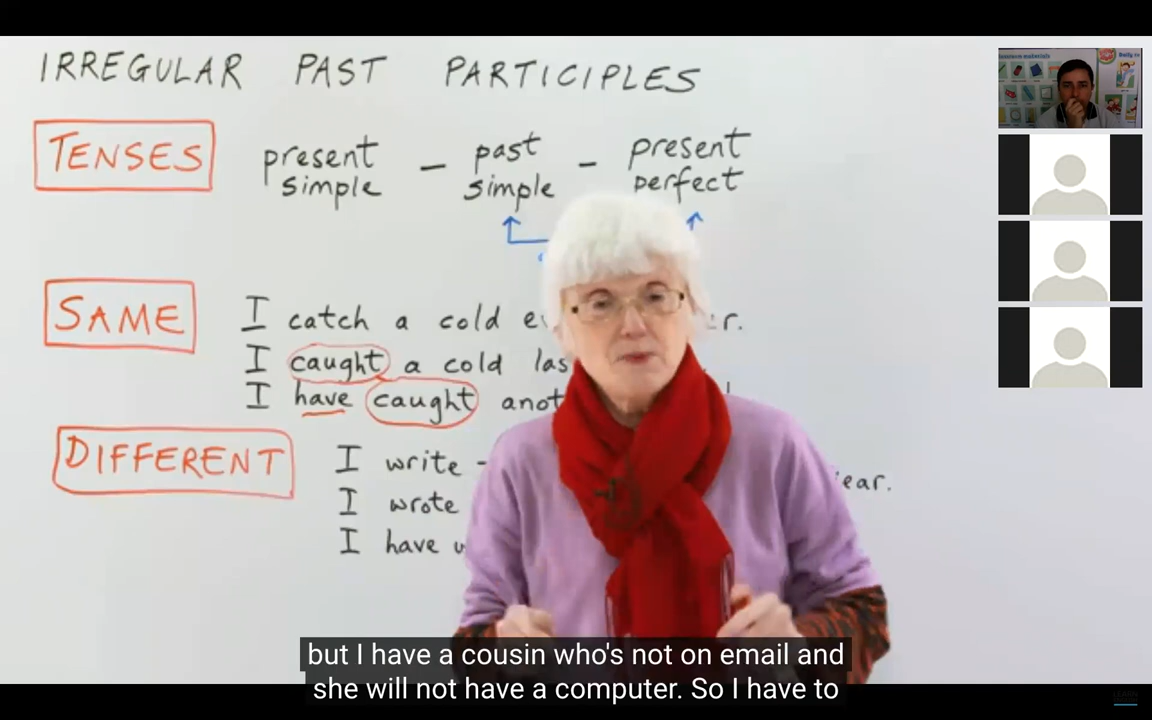 IRREGULAR PAST PARTICIPLES
TENSES
present simple - past simple - present perfect
SAME
I catch a cold
I caught a cold
I have caught
DIFFERENT
I write -
I wrote
I have
but I have a cousin who's not on email and
she will not have a computer. So I have to